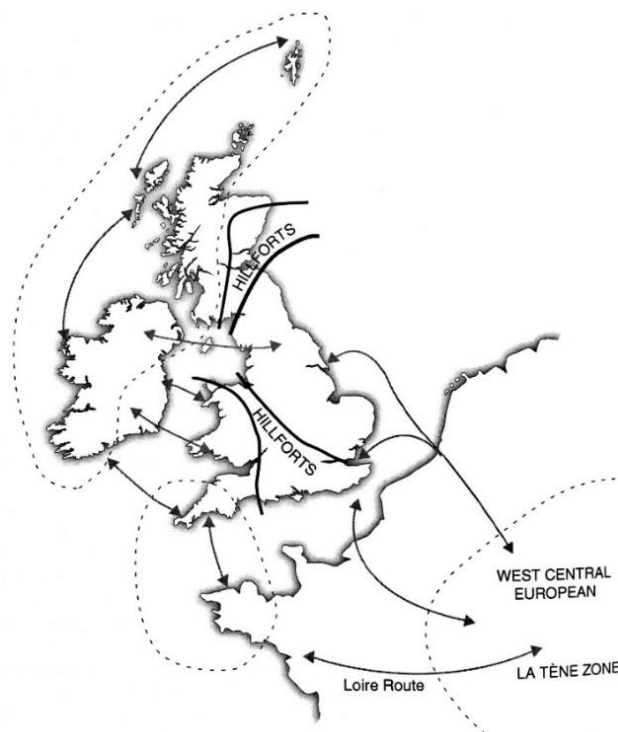 HILLFORTS
HILLFORTS
WEST CENTRAL
EUROPEAN
LA TÈNE ZONE
Loire Route